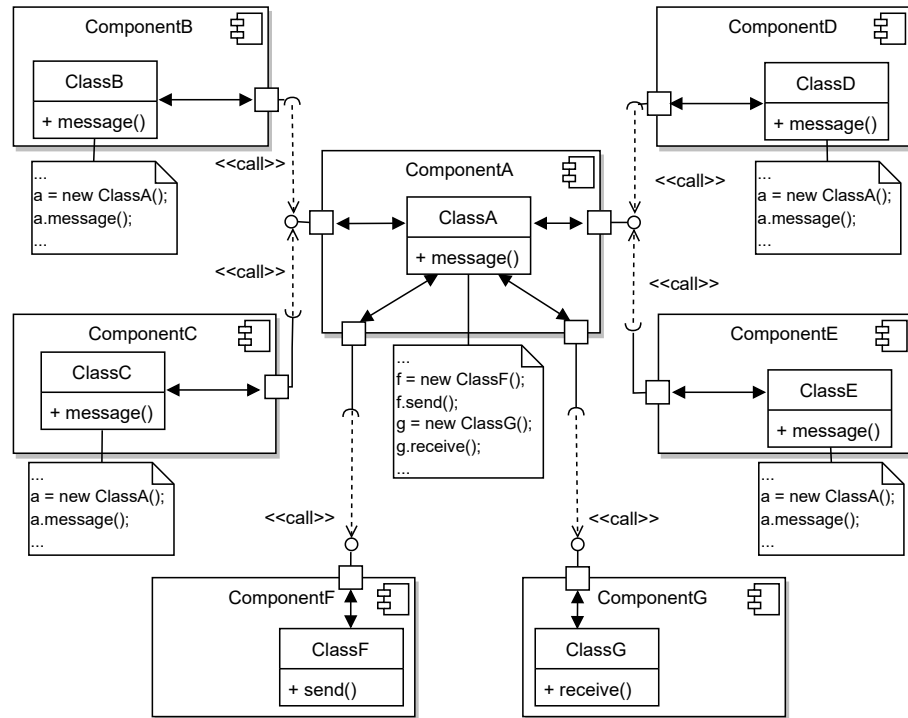 ComponentB
ClassB
+ message()
...
a = new ClassA();
a.message();
...
<<call>>
ComponentD
ClassD
+ message()
...
a = new ClassA();
a.message();
...
<<call>>
ComponentA
ClassA
+ message()
...
f = new ClassF();
f.send();
g = new ClassG();
g.receive();
...
<<call>>
<<call>>
ComponentC
ClassC
+ message()
...
a = new ClassA();
a.message();
...
ComponentE
ClassE
+ message()
...
a = new ClassA();
a.message();
...
<<call>>
<<call>>
ComponentF
ClassF
+ send()
ComponentG
ClassG
+ receive()